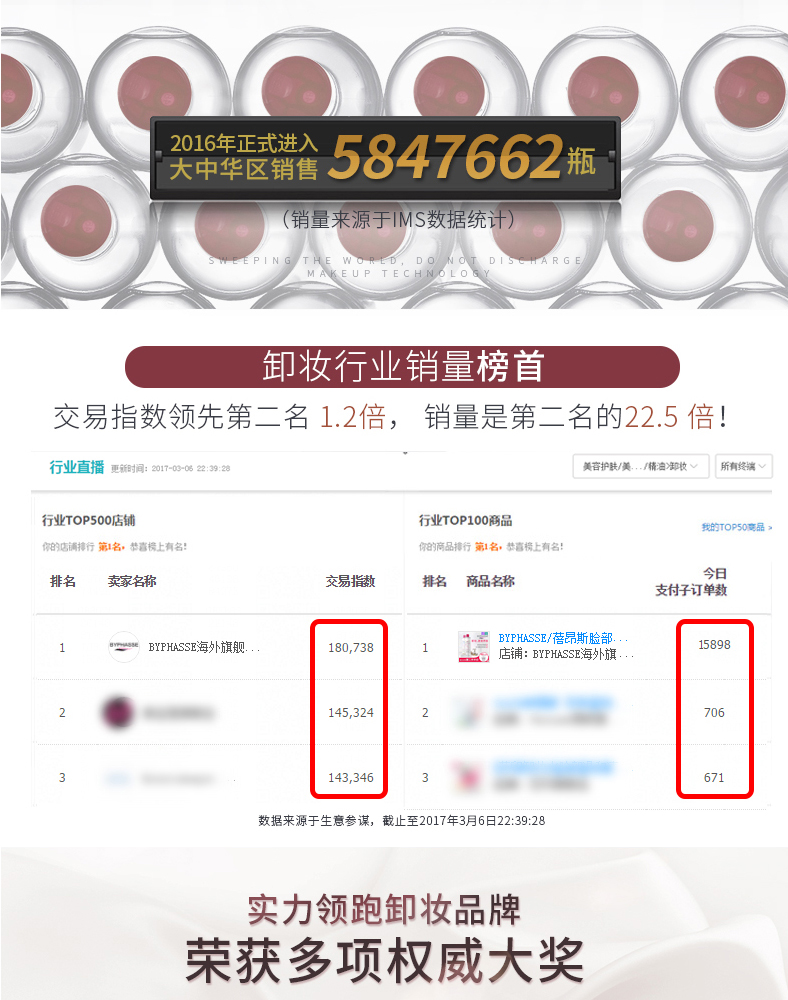 2016年正式进入
大中华区销售 5847662瓶
（销量来源于IMS数据统计）
SWEEPING THE WORLD, DO NOT DISCHARGE
MAKEUP TECHNOLOGY
卸妆行业销量榜首
交易指数领先第二名 1.2倍， 销量是第二名的22.5 倍！
行业直播 更新时间：2017-03-06 22:39:28 美容护肤/美.../精油>卸妆 所有终端
行业TOP500店铺
你的店铺排行 第1名，恭喜榜上有名！
排名 卖家名称 交易指数
1 BYPHASSE BYPHASSE海外旗舰... 180,738
2 145,324
3 143,346
行业TOP100商品 我的TOP50商品 >
你的商品排行 第1名，恭喜榜上有名！
排名 商品名称 今日
支付子订单数
1 BYPHASSE/蓓昂斯脸部... 15898
店铺：BYPHASSE海外旗...
2 706
3 671
数据来源于生意参谋，截止至2017年3月6日22:39:28
实力领跑卸妆品牌
荣获多项权威大奖